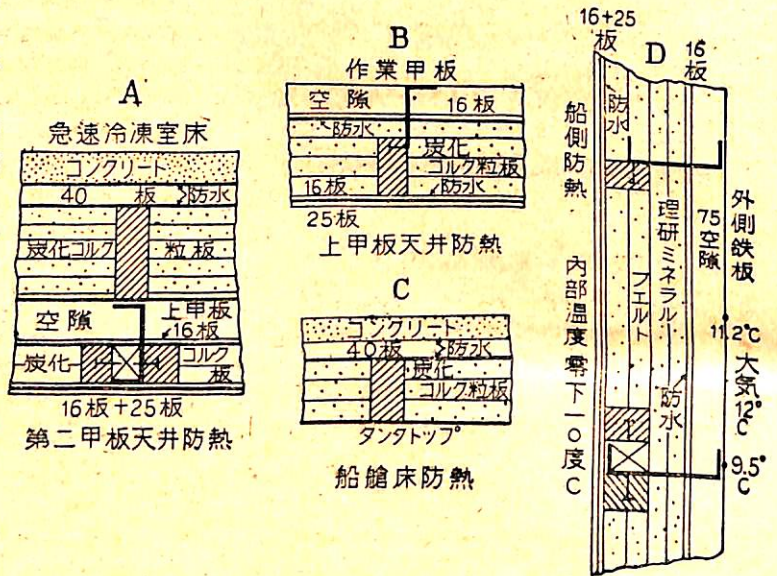 A
急速冷凍室床
コンクリート
40 板 防水
炭化コルク 粒板
空隙
上甲板
16板
炭化 コルク板
16板+25板
第二甲板天井防熱
B
作業甲板
空隙 16板
防水
炭化
コルク粒板
16板 防水
25板
上甲板天井防熱
C
コンクリート
40板 防水
炭化
コルク粒板
タンクトップ
船艙床防熱
16+25板
D
16板
防水
船側防熱
内部温度零下一〇度C
フェルト
理研ミネラル
防水
75空隙
外側鉄板
11.2℃
大気12°C
9.5°C